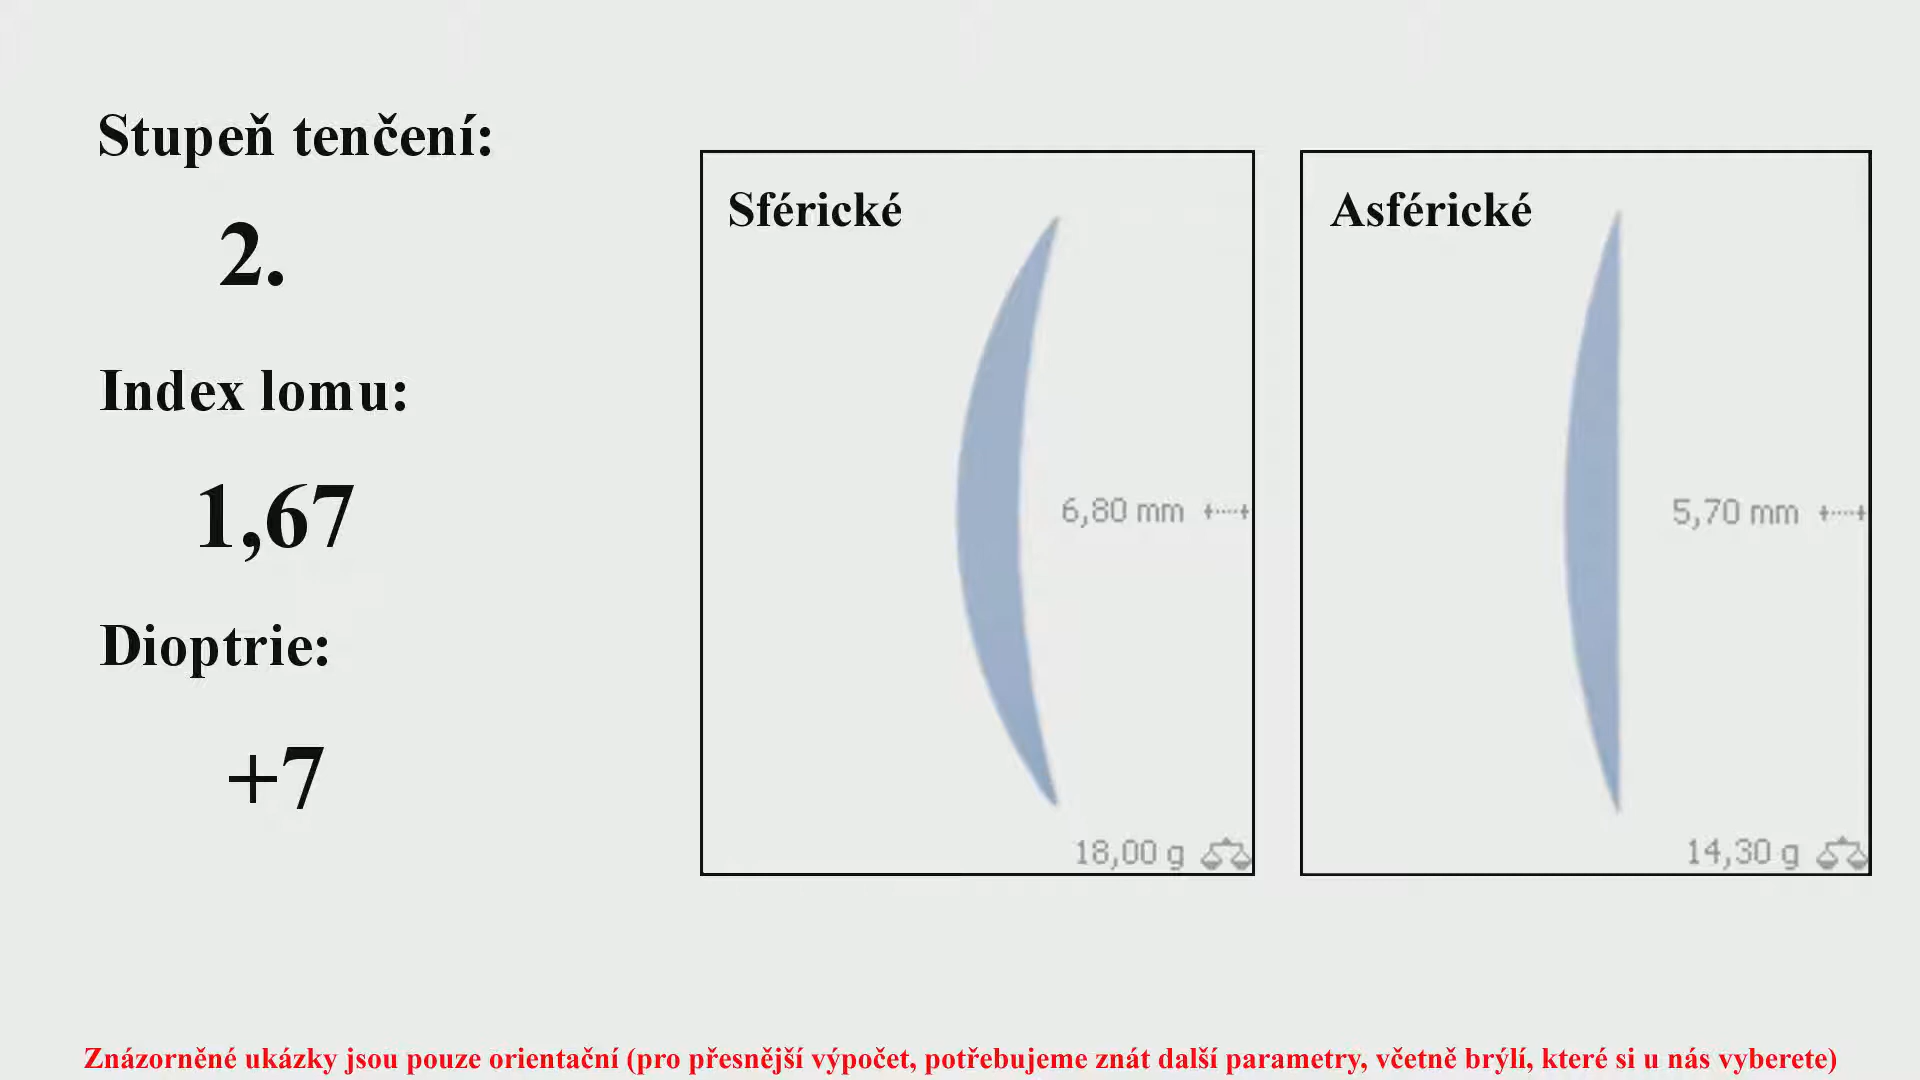 Stupeň tenčení:
2.
Index lomu:
1,67
Dioptrie:
+7
Sférické
6,80 mm
18,00 g
Asférické
5,70 mm
14,30 g
Znázorněné ukázky jsou pouze orientační (pro přesnější výpočet, potřebujeme znát další parametry, včetně brýlí, které si u nás vyberete)